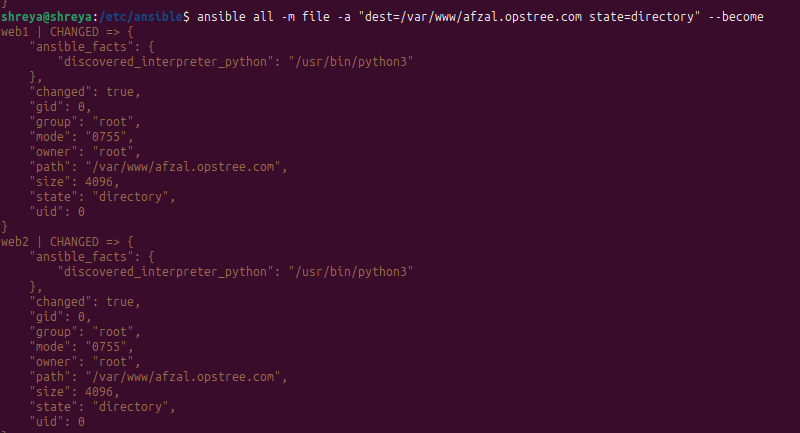 }
shreya@shreya:/etc/ansible$ ansible all -m file -a "dest=/var/www/afzal.opstree.com state=directory" --become
web1 | CHANGED => {
    "ansible_facts": {
        "discovered_interpreter_python": "/usr/bin/python3"
    },
    "changed": true,
    "gid": 0,
    "group": "root",
    "mode": "0755",
    "owner": "root",
    "path": "/var/www/afzal.opstree.com",
    "size": 4096,
    "state": "directory",
    "uid": 0
}
web2 | CHANGED => {
    "ansible_facts": {
        "discovered_interpreter_python": "/usr/bin/python3"
    },
    "changed": true,
    "gid": 0,
    "group": "root",
    "mode": "0755",
    "owner": "root",
    "path": "/var/www/afzal.opstree.com",
    "size": 4096,
    "state": "directory",
    "uid": 0
}